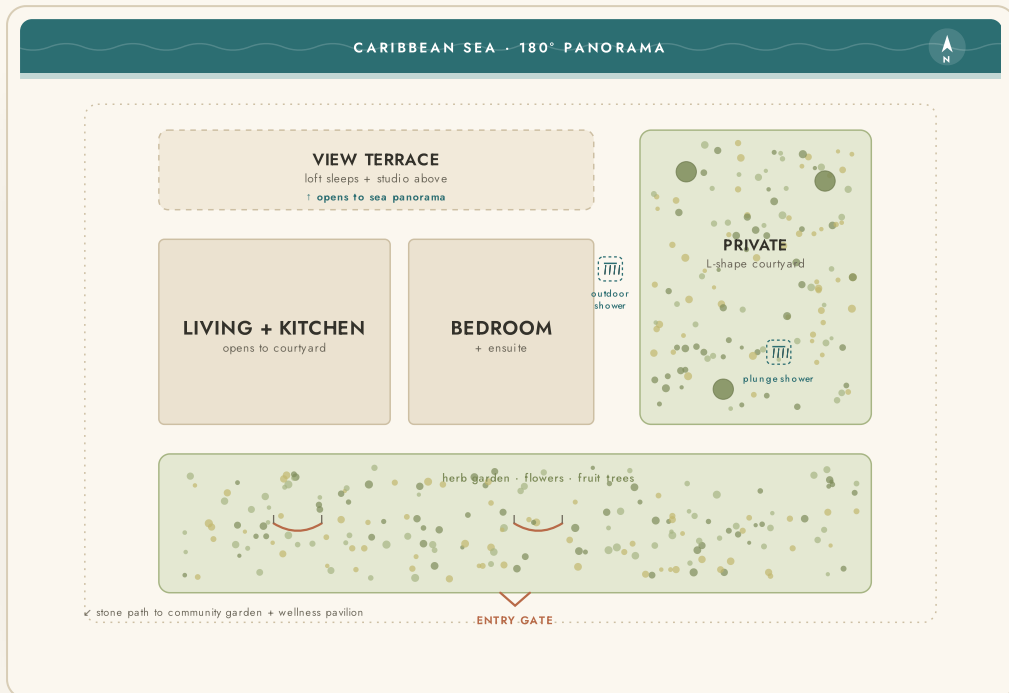 CARIBBEAN SEA · 180° PANORAMA
N
VIEW TERRACE
loft sleeps + studio above
↑ opens to sea panorama
PRIVATE
L-shape courtyard
outdoor
shower
LIVING + KITCHEN
opens to courtyard
BEDROOM
+ ensuite
plunge shower
herb garden · flowers · fruit trees
↙ stone path to community garden + wellness pavilion
ENTRY GATE